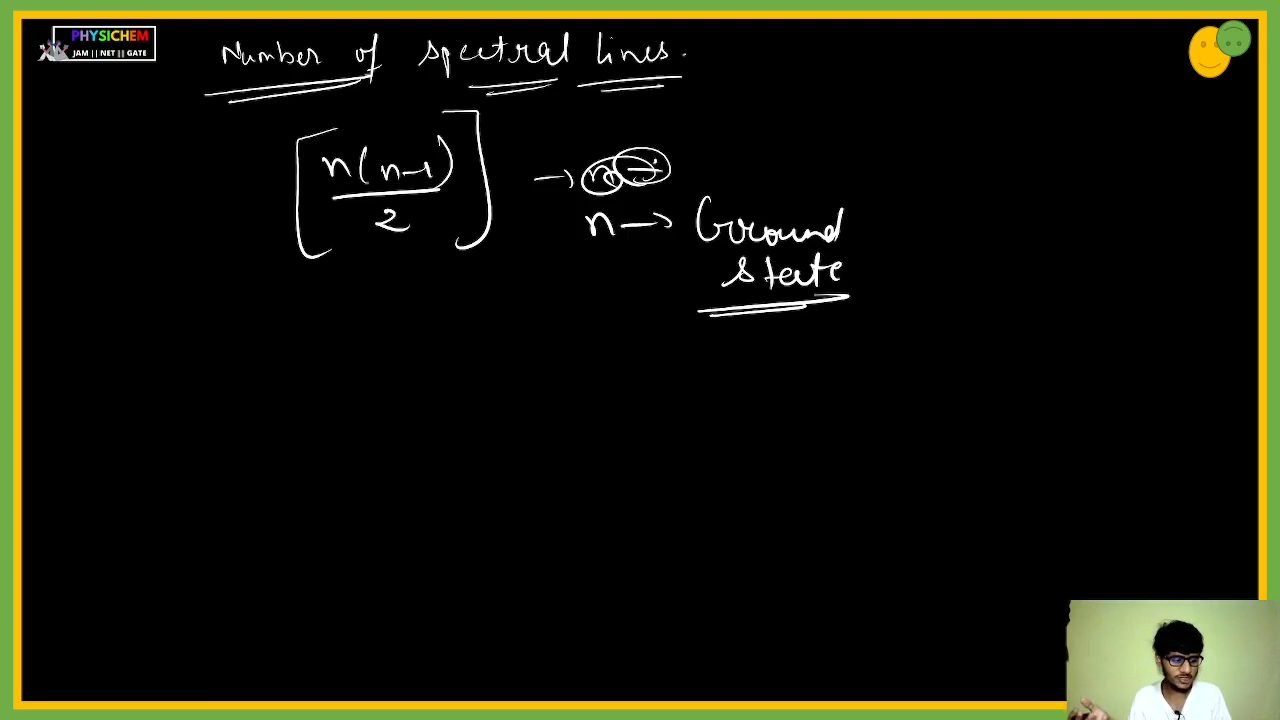 PHYSICHEM
JAM || NET || GATE
Number of spectral lines.
[n(n-1)/2] →
n → Ground
state